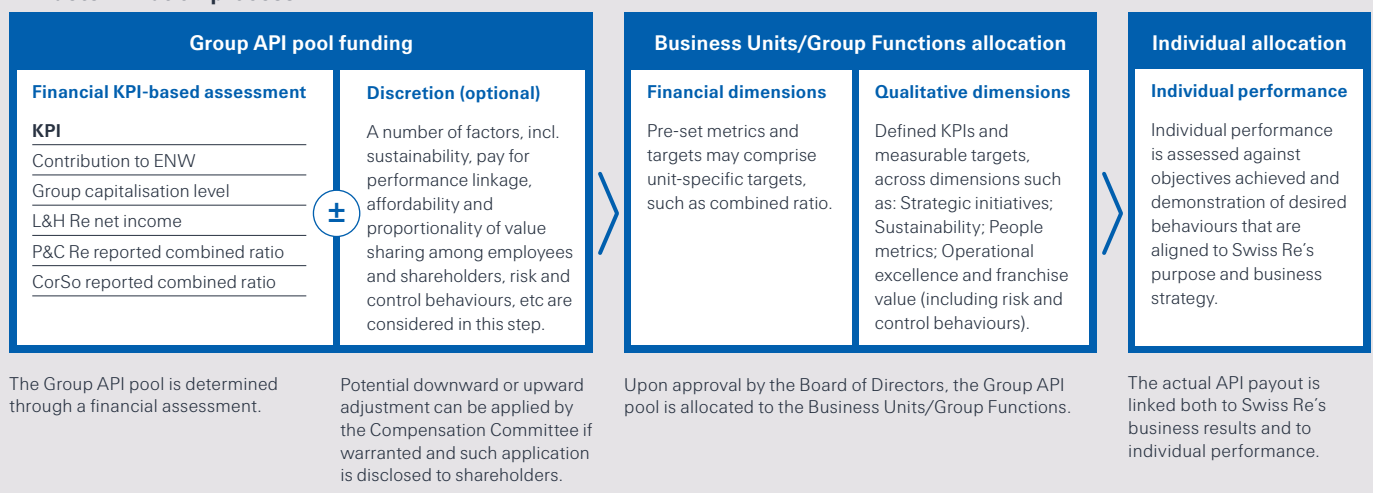 Group API pool funding
Financial KPI-based assessment
KPI
Contribution to ENW
Group capitalisation level
L&H Re net income
P&C Re reported combined ratio
CorSo reported combined ratio
±
Discretion (optional)
A number of factors, incl.
sustainability, pay for
performance linkage,
affordability and
proportionality of value
sharing among employees
and shareholders, risk and
control behaviours, etc are
considered in this step.
The Group API pool is determined
through a financial assessment.
Potential downward or upward
adjustment can be applied by
the Compensation Committee if
warranted and such application
is disclosed to shareholders.
Business Units/Group Functions allocation
Financial dimensions
Pre-set metrics and
targets may comprise
unit-specific targets,
such as combined ratio.
Qualitative dimensions
Defined KPIs and
measurable targets,
across dimensions such
as: Strategic initiatives;
Sustainability; People
metrics; Operational
excellence and franchise
value (including risk and
control behaviours).
Upon approval by the Board of Directors, the Group API
pool is allocated to the Business Units/Group Functions.
Individual allocation
Individual performance
Individual performance
is assessed against
objectives achieved and
demonstration of desired
behaviours that are
aligned to Swiss Re's
purpose and business
strategy.
The actual API payout is
linked both to Swiss Re's
business results and to
individual performance.